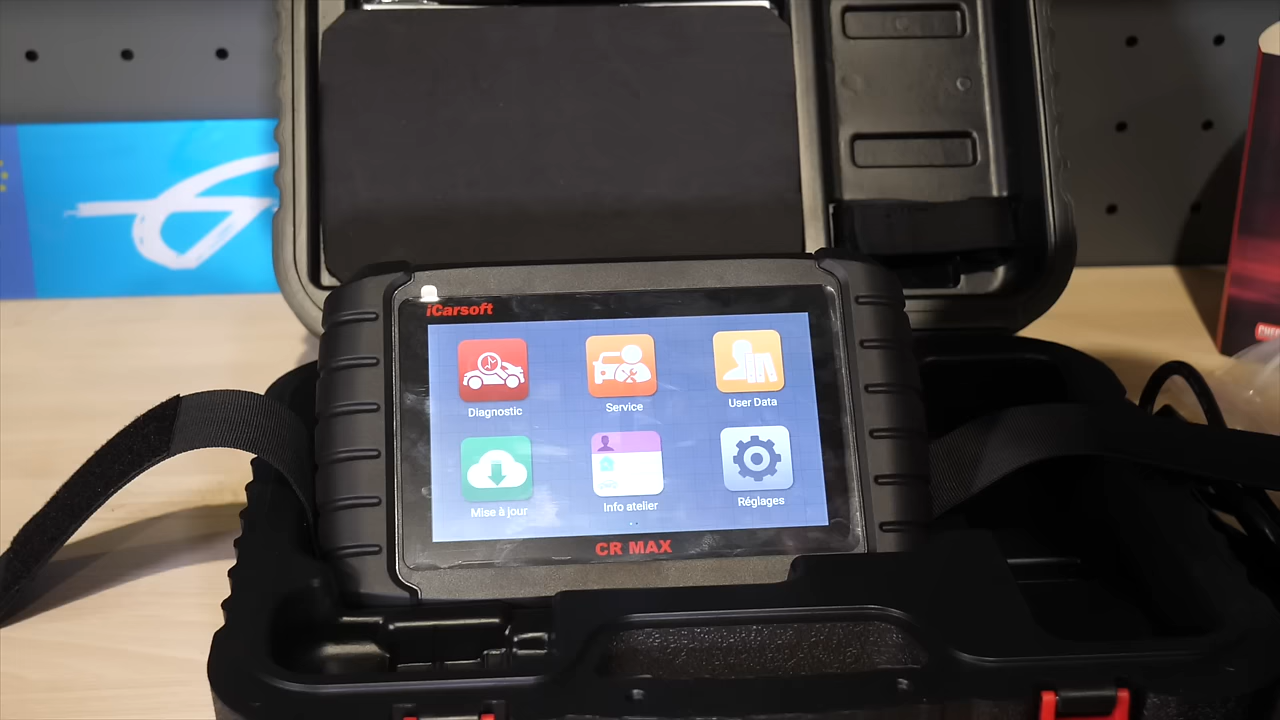 iCarsoft
Diagnostic
Service
User Data
Mise à jour
Info atelier
Réglages
CR MAX